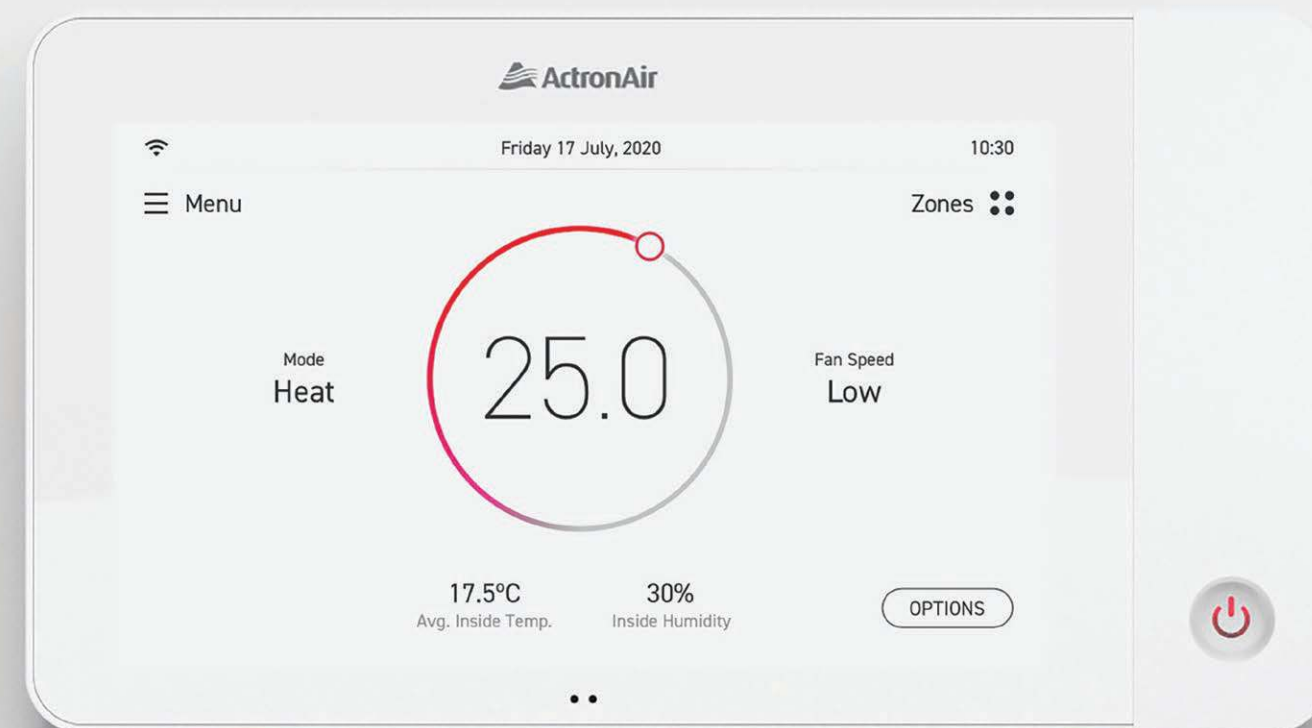 ActronAir
Friday 17 July, 2020
10:30
Menu
Zones
Mode
Heat
25.0
Fan Speed
Low
17.5ºC
Avg. Inside Temp.
30%
Inside Humidity
OPTIONS